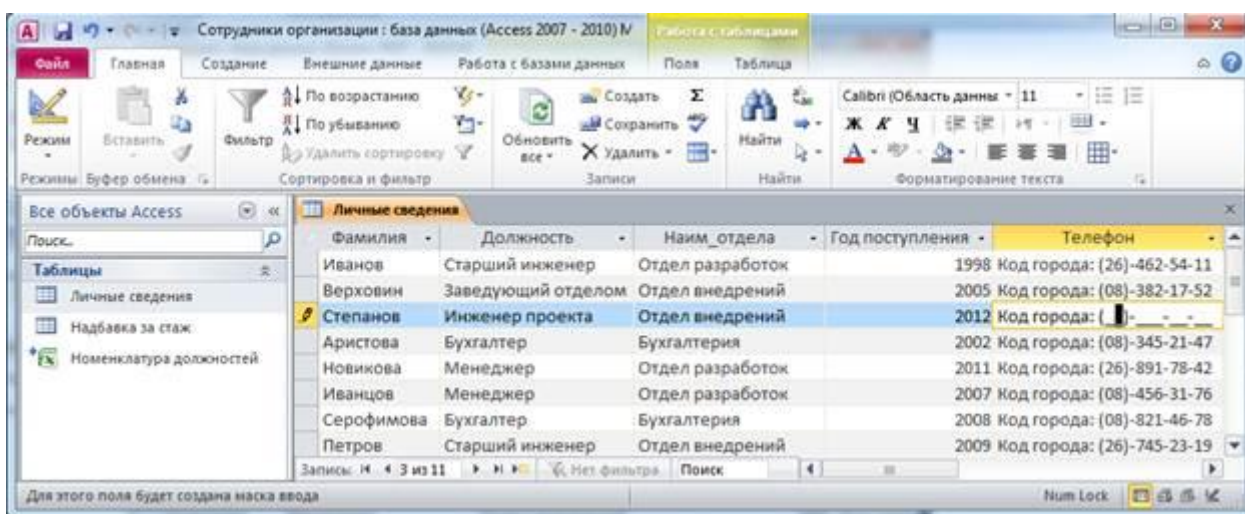 A Сотрудники организации : база данных (Access 2007 - 2010) M Работа с таблицами
Файл Главная Создание Внешние данные Работа с базами данных Поля Таблица
По возрастанию Создать Σ Calibri (Область данных 11
По убыванию Сохранить Ж К Ч
Режим Вставить Фильтр Удалить сортировку Обновить все Удалить Найти А
Режимы Буфер обмена Сортировка и фильтр Записи Найти Форматирование текста
Все объекты Access Личные сведения
Поиск... Фамилия Должность Наим_отдела Год поступления Телефон
Таблицы Иванов Старший инженер Отдел разработок 1998 Код города: (26)-462-54-11
Личные сведения Верховин Заведующий отделом Отдел внедрений 2005 Код города: (08)-382-17-52
Надбавка за стаж Степанов Инженер проекта Отдел внедрений 2012 Код города: (__)-___-__-__
Аристова Бухгалтер Бухгалтерия 2002 Код города: (08)-345-21-47
Номенклатура должностей Новикова Менеджер Отдел разработок 2011 Код города: (26)-891-78-42
Иванцов Менеджер Отдел разработок 2007 Код города: (08)-456-31-76
Серофимова Бухгалтер Бухгалтерия 2008 Код города: (08)-821-46-78
Петров Старший инженер Отдел внедрений 2009 Код города: (26)-745-23-19
Записи: 3 из 11 Нет фильтра Поиск
Для этого поля будет создана маска ввода Num Lock